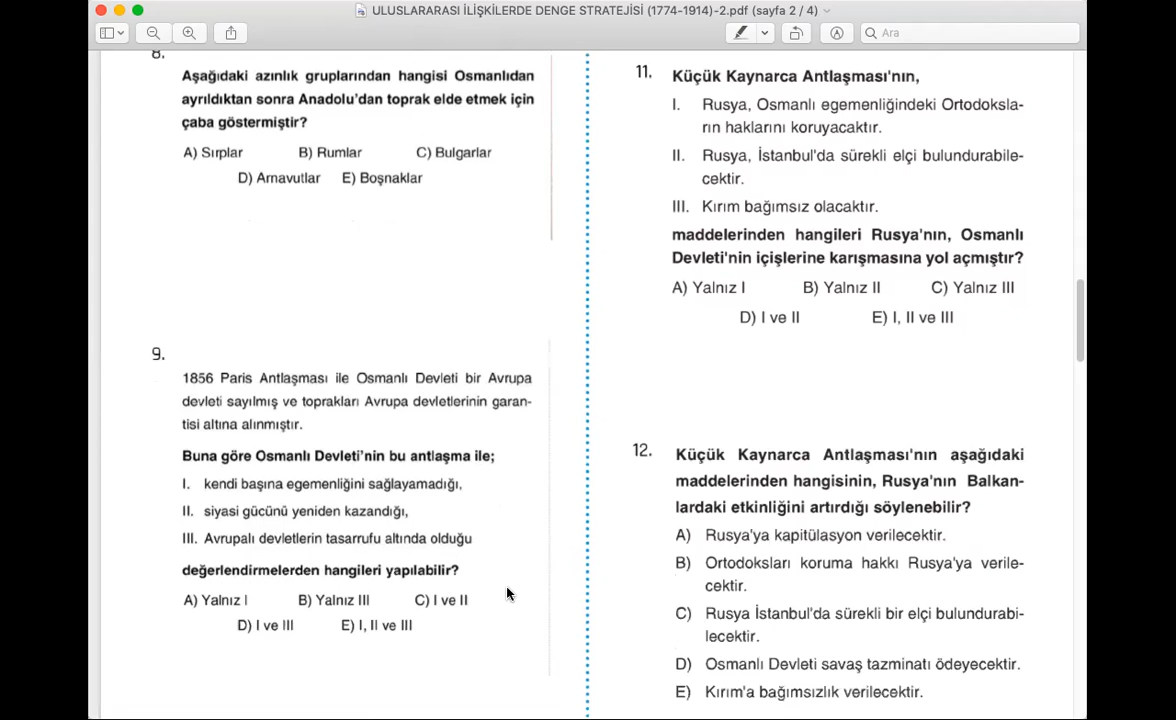 ULUSLARARASI İLİŞKİLERDE DENGE STRATEJİSİ (1774-1914)-2.pdf (sayfa 2 / 4)
Ara
8.
Aşağıdaki azınlık gruplarından hangisi Osmanlıdan
ayrıldıktan sonra Anadolu'dan toprak elde etmek için
çaba göstermiştir?
A) Sırplar B) Rumlar C) Bulgarlar
D) Arnavutlar E) Boşnaklar
9.
1856 Paris Antlaşması ile Osmanlı Devleti bir Avrupa
devleti sayılmış ve toprakları Avrupa devletlerinin garan-
tisi altına alınmıştır.
Buna göre Osmanlı Devleti'nin bu antlaşma ile;
I. kendi başına egemenliğini sağlayamadığı,
II. siyasi gücünü yeniden kazandığı,
III. Avrupalı devletlerin tasarrufu altında olduğu
değerlendirmelerden hangileri yapılabilir?
A) Yalnız I B) Yalnız III C) I ve II
D) I ve III E) I, II ve III
11. Küçük Kaynarca Antlaşması'nın,
I. Rusya, Osmanlı egemenliğindeki Ortodoksla-
rın haklarını koruyacaktır.
II. Rusya, İstanbul'da sürekli elçi bulundurabile-
cektir.
III. Kırım bağımsız olacaktır.
maddelerinden hangileri Rusya'nın, Osmanlı
Devleti'nin içişlerine karışmasına yol açmıştır?
A) Yalnız I B) Yalnız II C) Yalnız III
D) I ve II E) I, II ve III
12. Küçük Kaynarca Antlaşması'nın aşağıdaki
maddelerinden hangisinin, Rusya'nın Balkan-
lardaki etkinliğini artırdığı söylenebilir?
A) Rusya'ya kapitülasyon verilecektir.
B) Ortodoksları koruma hakkı Rusya'ya verile-
cektir.
C) Rusya İstanbul'da sürekli bir elçi bulundurabi-
lecektir.
D) Osmanlı Devleti savaş tazminatı ödeyecektir.
E) Kırım'a bağımsızlık verilecektir.